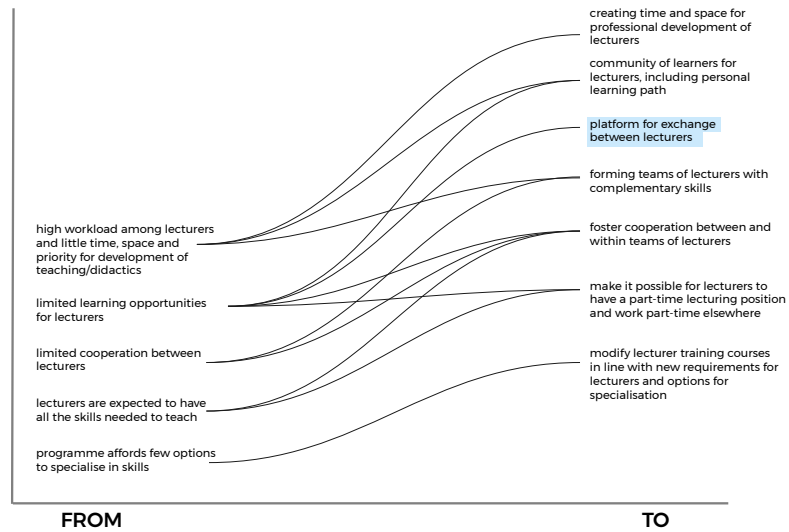 creating time and space for
professional development of
lecturers
community of learners for
lecturers, including personal
learning path
platform for exchange
between lecturers
forming teams of lecturers with
complementary skills
foster cooperation between and
within teams of lecturers
make it possible for lecturers to
have a part-time lecturing position
and work part-time elsewhere
modify lecturer training courses
in line with new requirements for
lecturers and options for
specialisation
high workload among lecturers
and little time, space and
priority for development of
teaching/didactics
limited learning opportunities
for lecturers
limited cooperation between
lecturers
lecturers are expected to have
all the skills needed to teach
programme affords few options
to specialise in skills
FROM
TO